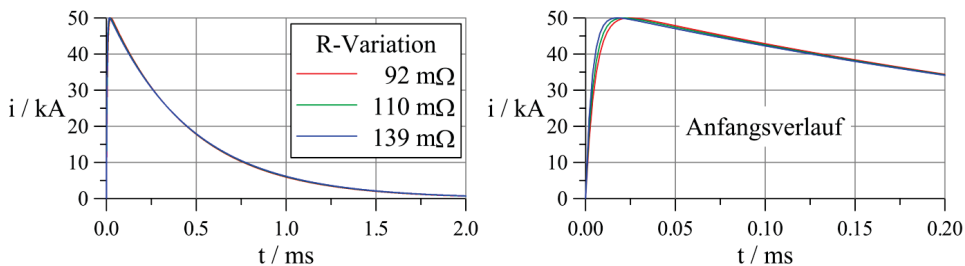 50
40
30
20
10
0
i / kA
0.0 0.5 1.0 1.5 2.0
t / ms
R-Variation
92 mΩ
110 mΩ
139 mΩ
50
40
30
20
10
0
i / kA
Anfangsverlauf
0.00 0.05 0.10 0.15 0.20
t / ms